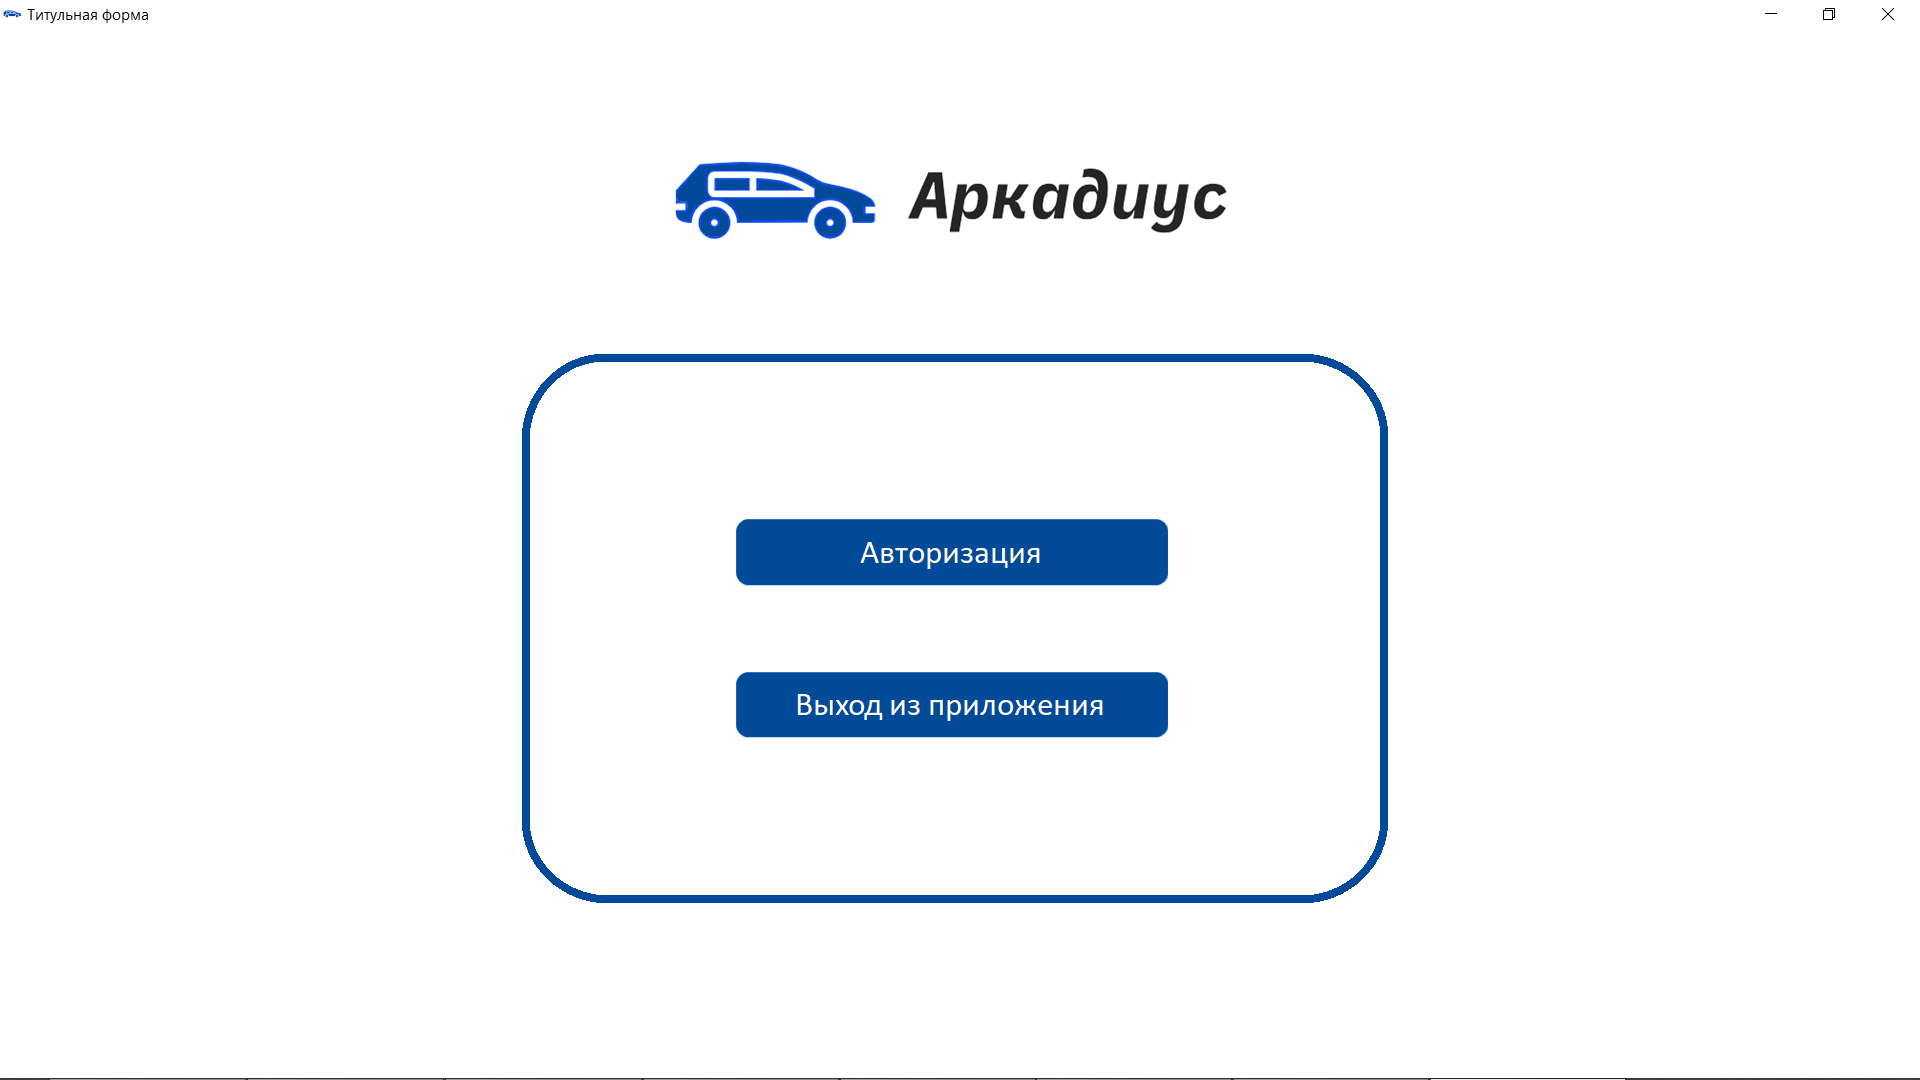 Титульная форма
Аркадиус
Авторизация
Выход из приложения